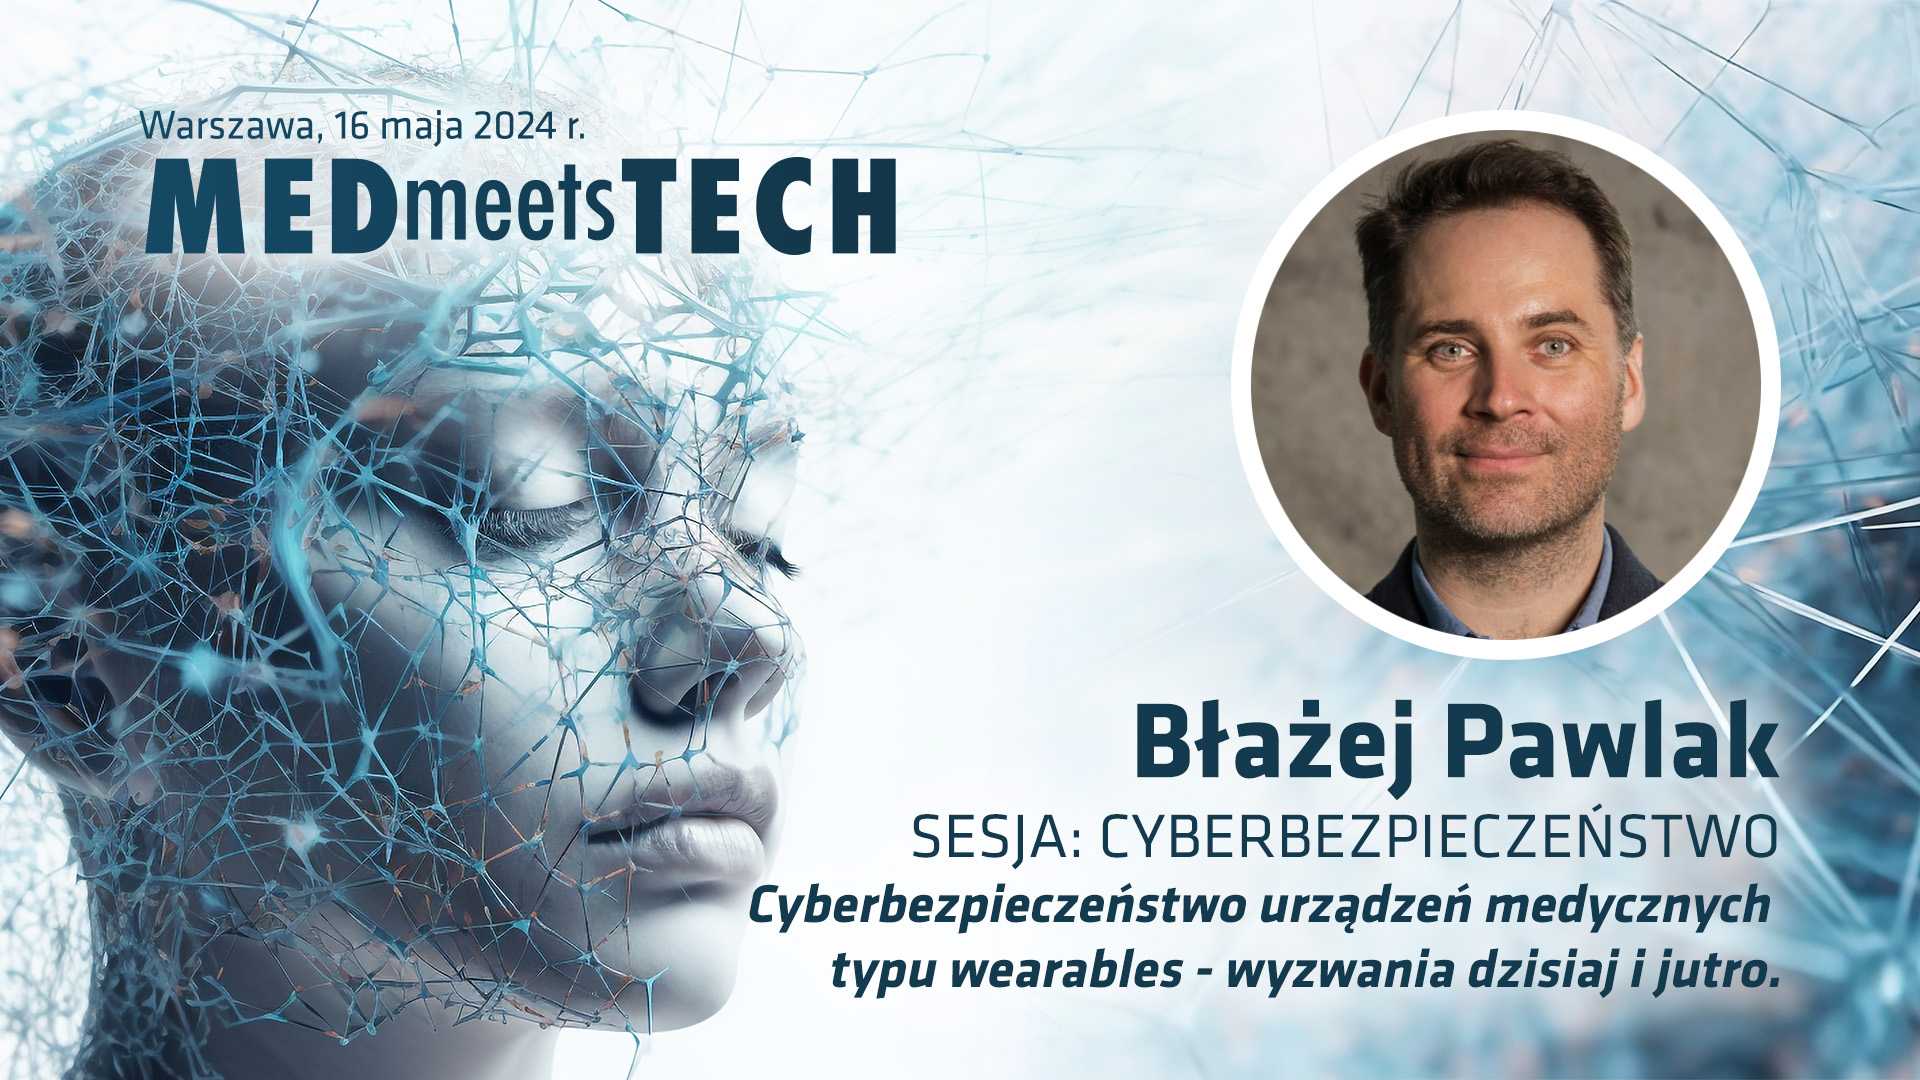 Warszawa, 16 maja 2024 r.
MEDmeetsTECH
Błażej Pawlak
SESJA: CYBERBEZPIECZEŃSTWO
Cyberbezpieczeństwo urządzeń medycznych
typu wearables - wyzwania dzisiaj i jutro.